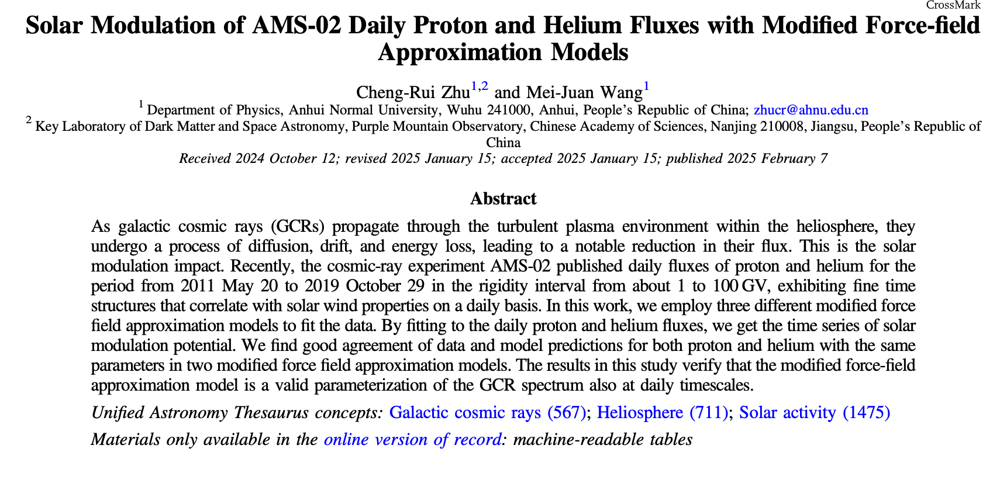 CrossMark
Solar Modulation of AMS-02 Daily Proton and Helium Fluxes with Modified Force-field
Approximation Models
Cheng-Rui Zhu1,2 and Mei-Juan Wang1
1 Department of Physics, Anhui Normal University, Wuhu 241000, Anhui, People's Republic of China; zhucr@ahnu.edu.cn
2 Key Laboratory of Dark Matter and Space Astronomy, Purple Mountain Observatory, Chinese Academy of Sciences, Nanjing 210008, Jiangsu, People's Republic of
China
Received 2024 October 12; revised 2025 January 15; accepted 2025 January 15; published 2025 February 7
Abstract
As galactic cosmic rays (GCRs) propagate through the turbulent plasma environment within the heliosphere, they
undergo a process of diffusion, drift, and energy loss, leading to a notable reduction in their flux. This is the solar
modulation impact. Recently, the cosmic-ray experiment AMS-02 published daily fluxes of proton and helium for the
period from 2011 May 20 to 2019 October 29 in the rigidity interval from about 1 to 100 GV, exhibiting fine time
structures that correlate with solar wind properties on a daily basis. In this work, we employ three different modified force
field approximation models to fit the data. By fitting to the daily proton and helium fluxes, we get the time series of solar
modulation potential. We find good agreement of data and model predictions for both proton and helium with the same
parameters in two modified force field approximation models. The results in this study verify that the modified force-field
approximation model is a valid parameterization of the GCR spectrum also at daily timescales.
Unified Astronomy Thesaurus concepts: Galactic cosmic rays (567); Heliosphere (711); Solar activity (1475)
Materials only available in the online version of record: machine-readable tables